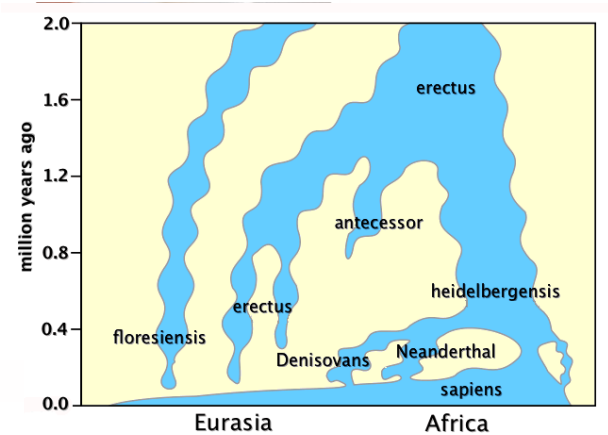 2.0
1.6
1.2
0.8
0.4
0.0
million years ago
erectus
antecessor
heidelbergensis
erectus
floresiensis
Denisovans
Neanderthal
sapiens
Eurasia
Africa